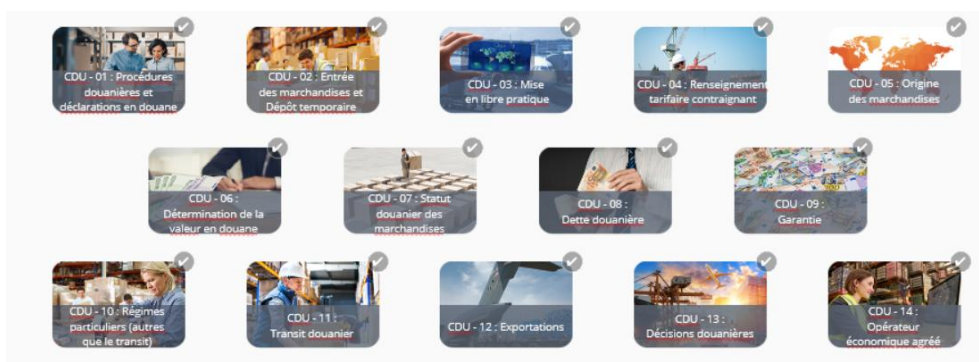 CDU - 01 : Procédures
douanières et
déclarations en douane
CDU - 02 : Entrée
des marchandises et
Dépôt temporaire
CDU - 03 : Mise
en libre pratique
CDU - 04 : Renseignement
tarifaire contraignant
CDU - 05 : Origine
des marchandises
CDU - 06 :
Détermination de la
valeur en douane
CDU - 07 : Statut
douanier des
marchandises
CDU - 08 :
Dette douanière
CDU - 09 :
Garantie
CDU - 10 : Régimes
particuliers (autres
que le transit)
CDU - 11 :
Transit douanier
CDU - 12 : Exportations
CDU - 13 :
Décisions douanières
CDU - 14 :
Opérateur
économique agréé